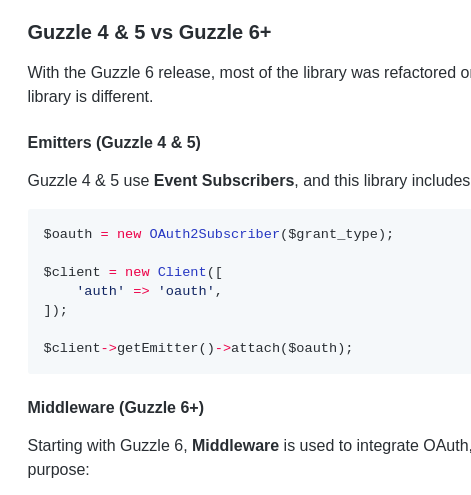 Guzzle 4 & 5 vs Guzzle 6+
With the Guzzle 6 release, most of the library was refactored or
library is different.
Emitters (Guzzle 4 & 5)
Guzzle 4 & 5 use Event Subscribers, and this library includes
$oauth = new OAuth2Subscriber($grant_type);
$client = new Client([
    'auth' => 'oauth',
]);
$client->getEmitter()->attach($oauth);
Middleware (Guzzle 6+)
Starting with Guzzle 6, Middleware is used to integrate OAuth,
purpose: